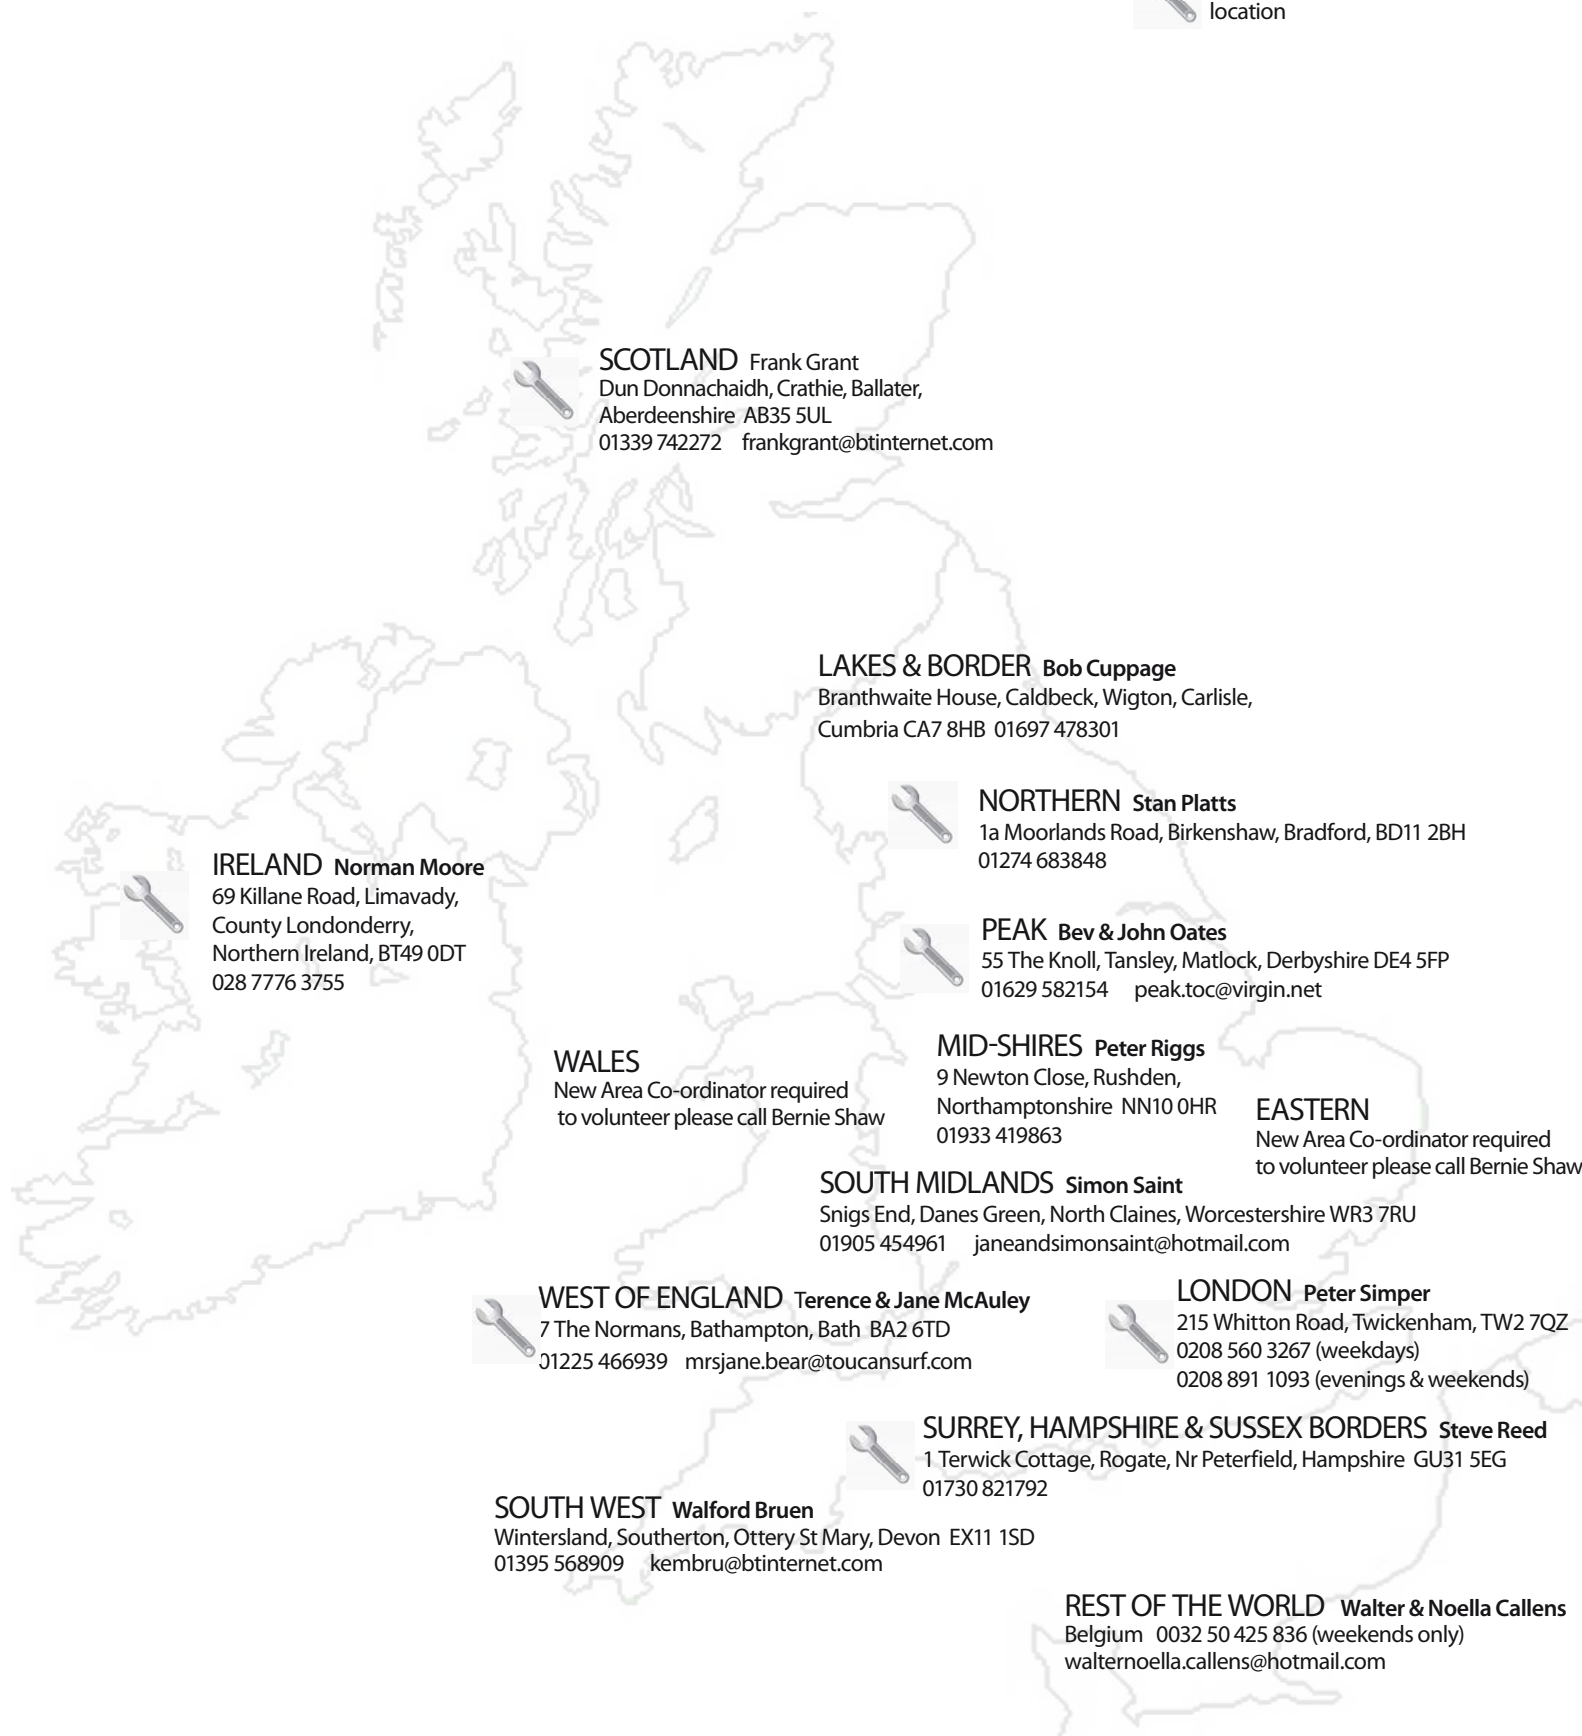 location
SCOTLAND Frank Grant
Dun Donnachaidh, Crathie, Ballater,
Aberdeenshire AB35 5UL
01339 742272 frankgrant@btinternet.com
LAKES & BORDER Bob Cuppage
Branthwaite House, Caldbeck, Wigton, Carlisle,
Cumbria CA7 8HB 01697 478301
NORTHERN Stan Platts
1a Moorlands Road, Birkenshaw, Bradford, BD11 2BH
01274 683848
IRELAND Norman Moore
69 Killane Road, Limavady,
County Londonderry,
Northern Ireland, BT49 0DT
028 7776 3755
PEAK Bev & John Oates
55 The Knoll, Tansley, Matlock, Derbyshire DE4 5FP
01629 582154 peak.toc@virgin.net
WALES
New Area Co-ordinator required
to volunteer please call Bernie Shaw
MID-SHIRES Peter Riggs
9 Newton Close, Rushden,
Northamptonshire NN10 0HR
01933 419863
EASTERN
New Area Co-ordinator required
to volunteer please call Bernie Shaw
SOUTH MIDLANDS Simon Saint
Snigs End, Danes Green, North Claines, Worcestershire WR3 7RU
01905 454961 janeandsimonsaint@hotmail.com
WEST OF ENGLAND Terence & Jane McAuley
7 The Normans, Bathampton, Bath BA2 6TD
01225 466939 mrsjane.bear@toucansurf.com
LONDON Peter Simper
215 Whitton Road, Twickenham, TW2 7QZ
0208 560 3267 (weekdays)
0208 891 1093 (evenings & weekends)
SURREY, HAMPSHIRE & SUSSEX BORDERS Steve Reed
1 Terwick Cottage, Rogate, Nr Peterfield, Hampshire GU31 5EG
01730 821792
SOUTH WEST Walford Bruen
Wintersland, Southerton, Ottery St Mary, Devon EX11 1SD
01395 568909 kembru@btinternet.com
REST OF THE WORLD Walter & Noella Callens
Belgium 0032 50 425 836 (weekends only)
walternoella.callens@hotmail.com